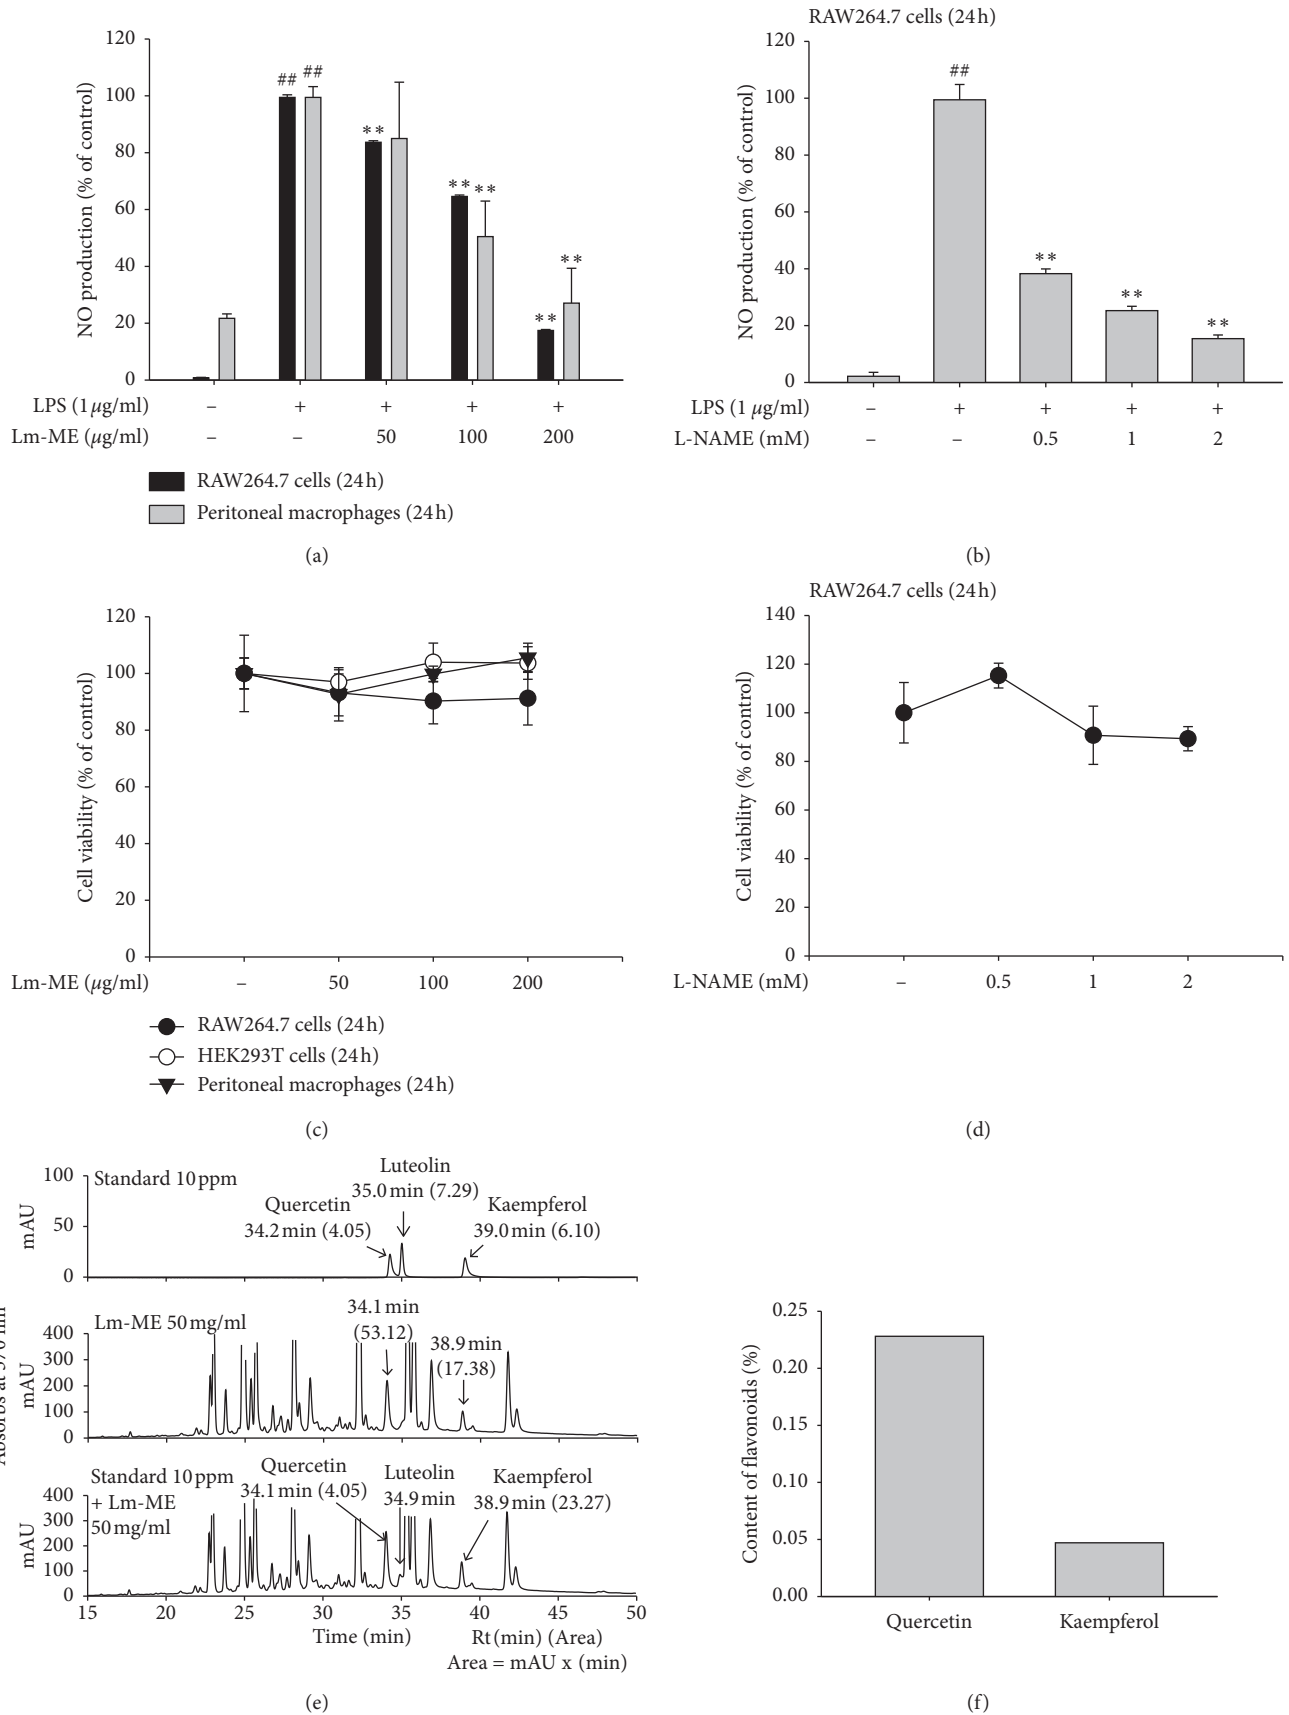 120
100
80
60
40
20
0
NO production (% of control)
##
##
**
**
**
**
**
LPS (1 μg/ml)
– + + + +
Lm-ME (μg/ml)
– – 50 100 200
RAW264.7 cells (24 h)
Peritoneal macrophages (24 h)
(a)
RAW264.7 cells (24 h)
120
100
80
60
40
20
0
NO production (% of control)
##
**
**
**
LPS (1 μg/ml)
– + + + +
L-NAME (mM)
– – 0.5 1 2
(b)
120
100
80
60
40
20
0
Cell viability (% of control)
Lm-ME (μg/ml)
– 50 100 200
RAW264.7 cells (24 h)
HEK293T cells (24 h)
Peritoneal macrophages (24 h)
(c)
RAW264.7 cells (24 h)
140
120
100
80
60
40
20
0
Cell viability (% of control)
L-NAME (mM)
– 0.5 1 2
(d)
mAU
100
50
0
Standard 10 ppm
Quercetin
34.2 min (4.05)
Luteolin
35.0 min (7.29)
Kaempferol
39.0 min (6.10)
mAU
400
300
200
100
0
Lm-ME 50 mg/ml
34.1 min
(53.12)
38.9 min
(17.38)
mAU
400
300
200
100
0
Standard 10 ppm
+ Lm-ME
50 mg/ml
Quercetin
34.1 min (4.05)
Luteolin
34.9 min
Kaempferol
38.9 min (23.27)
15 20 25 30 35 40 45 50
Time (min)
Rt (min) (Area)
Area = mAU x (min)
(e)
0.25
0.20
0.15
0.10
0.05
0.00
Content of flavonoids (%)
Quercetin Kaempferol
(f)